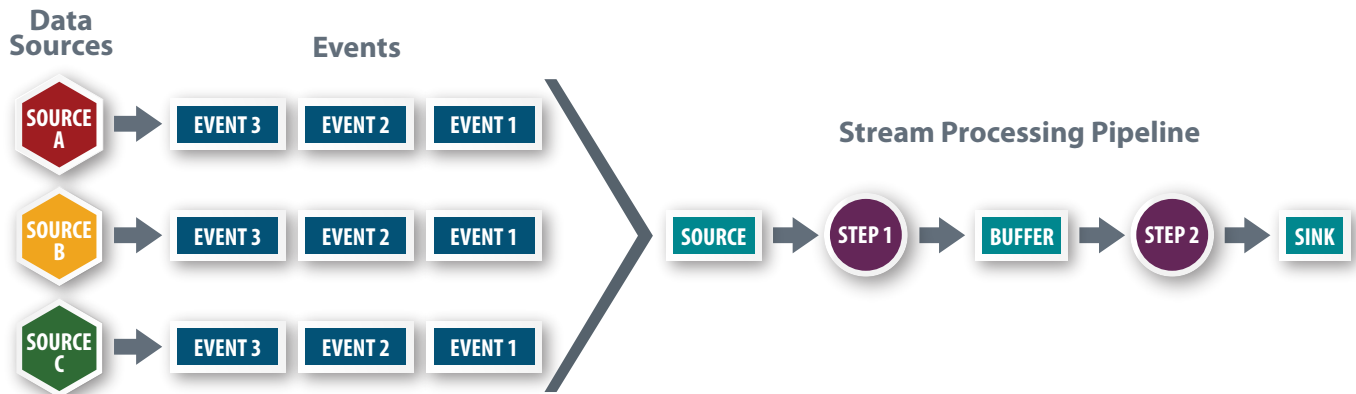 Data
Sources
Events
SOURCE
A
EVENT 3
EVENT 2
EVENT 1
SOURCE
B
EVENT 3
EVENT 2
EVENT 1
SOURCE
C
EVENT 3
EVENT 2
EVENT 1
Stream Processing Pipeline
SOURCE
STEP 1
BUFFER
STEP 2
SINK